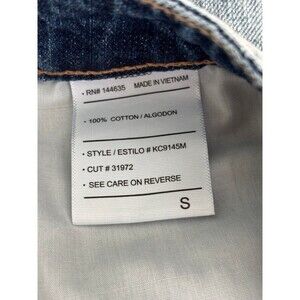 • RN# 144635 MADE IN VIETNAM
• 100% COTTON / ALGODON
• STYLE / ESTILO # KC9145M
• CUT # 31972
• SEE CARE ON REVERSE
S